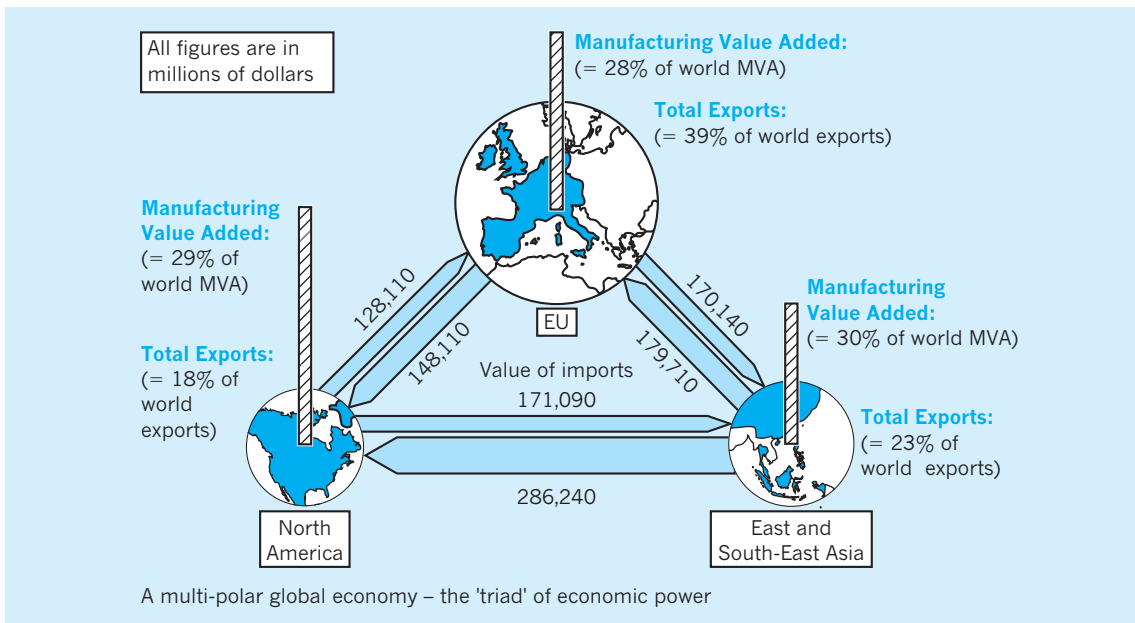 All figures are in
millions of dollars
Manufacturing Value Added:
(= 28% of world MVA)
Total Exports:
(= 39% of world exports)
Manufacturing
Value Added:
(= 29% of
world MVA)
Total Exports:
(= 18% of
world
exports)
128,110
148,110
EU
170,140
179,710
Manufacturing
Value Added:
(= 30% of world MVA)
Total Exports:
(= 23% of
world exports)
Value of imports
171,090
286,240
North
America
East and
South-East Asia
A multi-polar global economy – the 'triad' of economic power